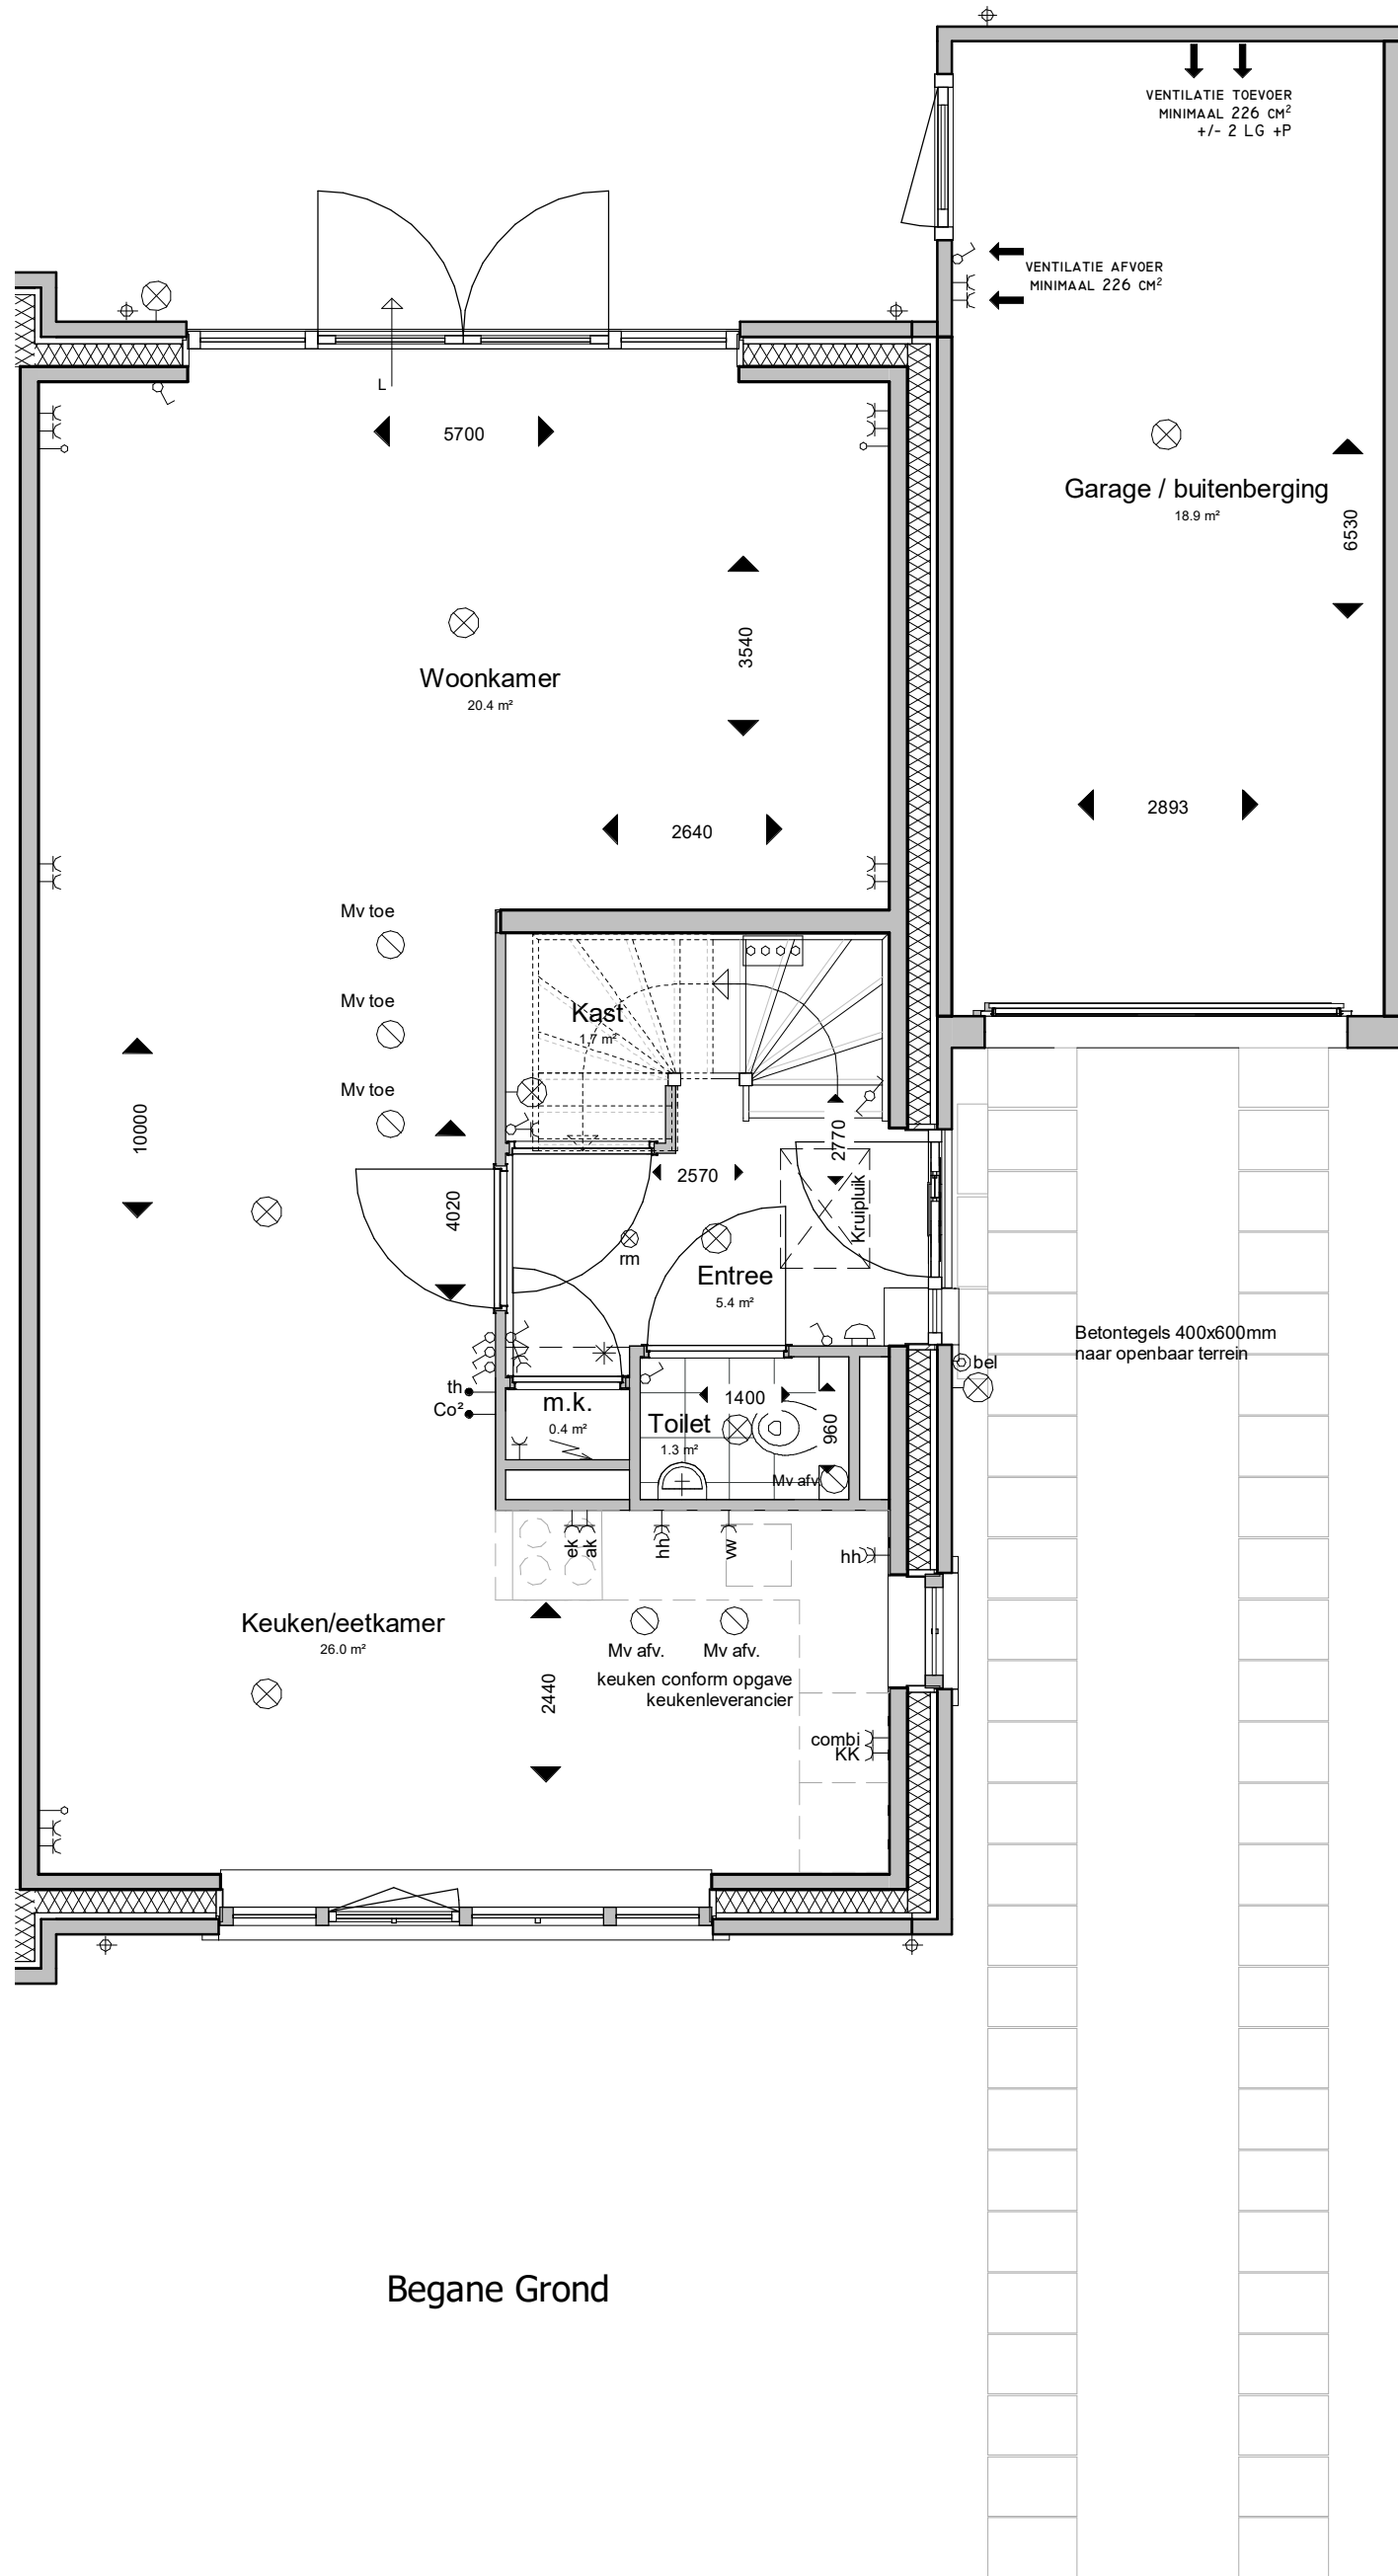 VENTILATIE TOEVOER
MINIMAAL 226 CM²
+/- 2 LG +P
VENTILATIE AFVOER
MINIMAAL 226 CM²
L
5700
Garage / buitenberging
18.9 m²
6530
Woonkamer
20.4 m²
3540
2893
2640
Mv toe
Mv toe
Mv toe
Kast
1.7 m²
10000
4020
2570
2770
Kruipluik
rm
Entree
5.4 m²
Betontegels 400x600mm
naar openbaar terrein
bel
th
Co²
m.k.
0.4 m²
1400
Toilet
1.3 m²
960
Mv afv.
ek
ak
hh
vw
hh
Keuken/eetkamer
26.0 m²
Mv afv.
Mv afv.
keuken conform opgave
keukenleverancier
2440
combi
KK
Begane Grond